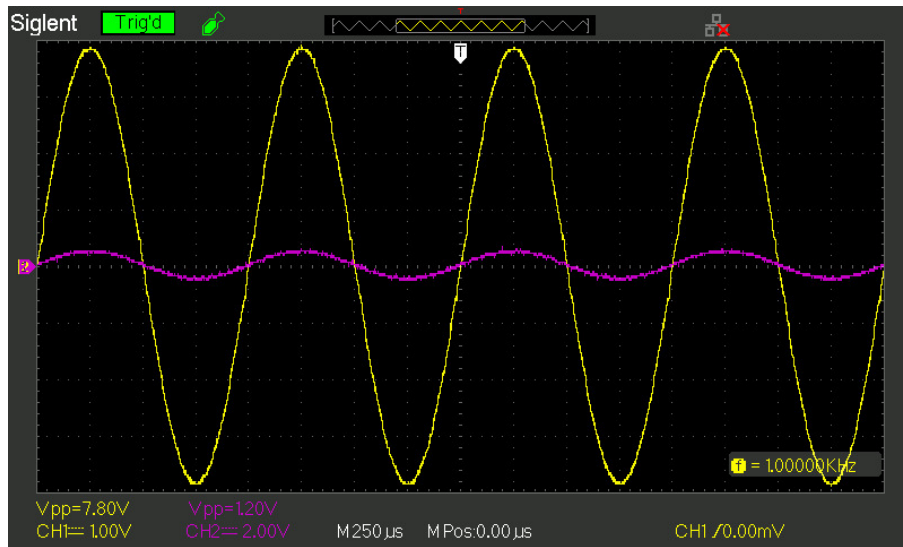 Siglent Trig'd
T
T
2
f = 1.00000KHz
Vpp=7.80V Vpp=1.20V
CH1 1.00V CH2 2.00V M 250µs M Pos:0.00µs CH1 / 0.00mV